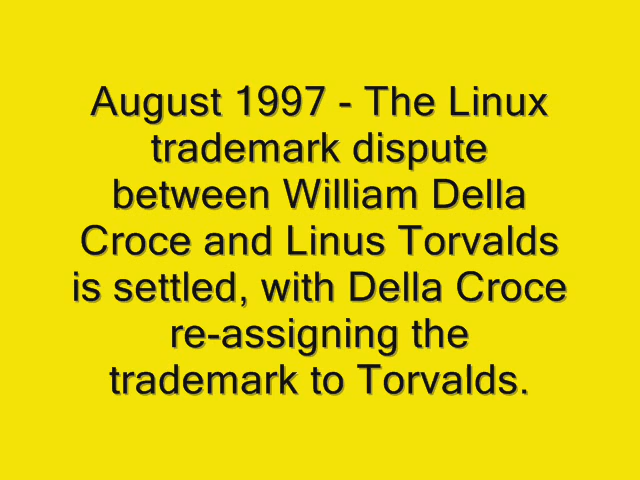 August 1997 - The Linux
trademark dispute
between William Della
Croce and Linus Torvalds
is settled, with Della Croce
re-assigning the
trademark to Torvalds.